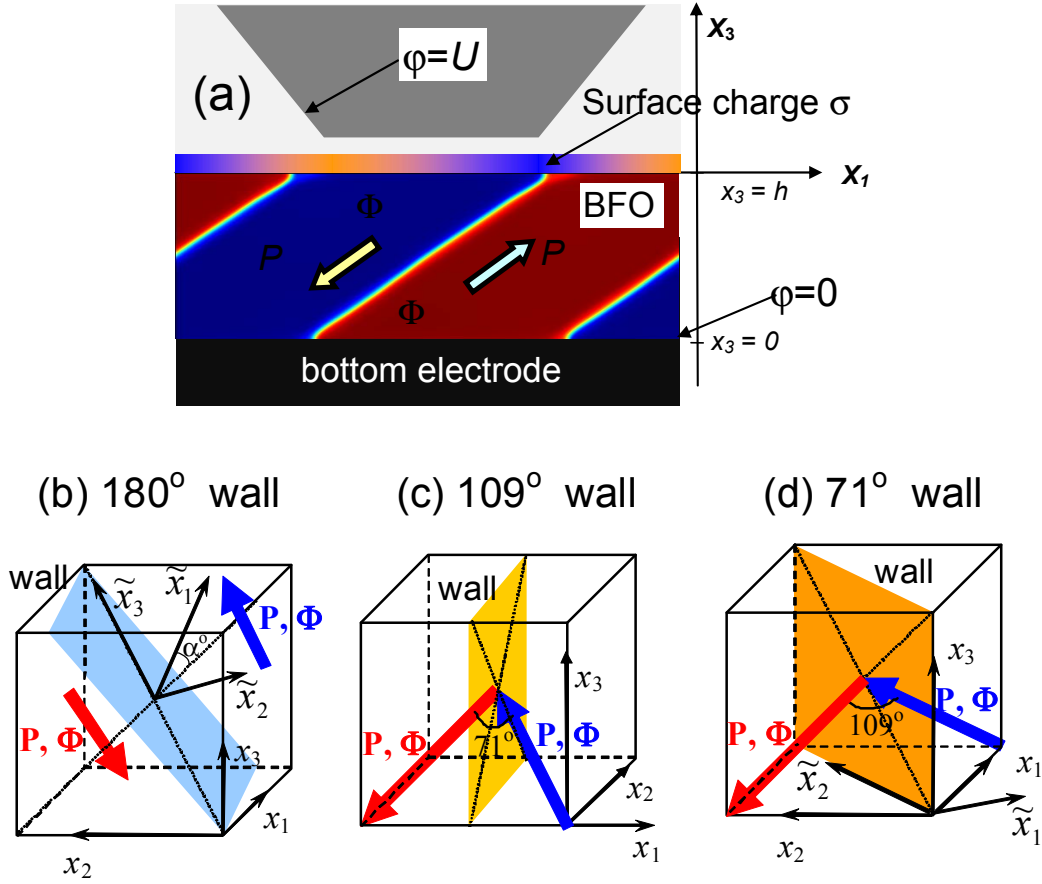 X₃
φ=U
(a)
Surface charge σ
X₁
x₃ = h
BFO
Φ
P
P
Φ
φ=0
x₃ = 0
bottom electrode
(b) 180° wall
(c) 109° wall
(d) 71° wall
wall
x̃₃
x̃₁
P, Φ
α°
x̃₂
P, Φ
x₃
x₁
x₂
wall
x₃
P, Φ
71°
P, Φ
x₂
x₁
wall
x₃
P, Φ
P, Φ
109°
x̃₂
x₁
x̃₁
x₂